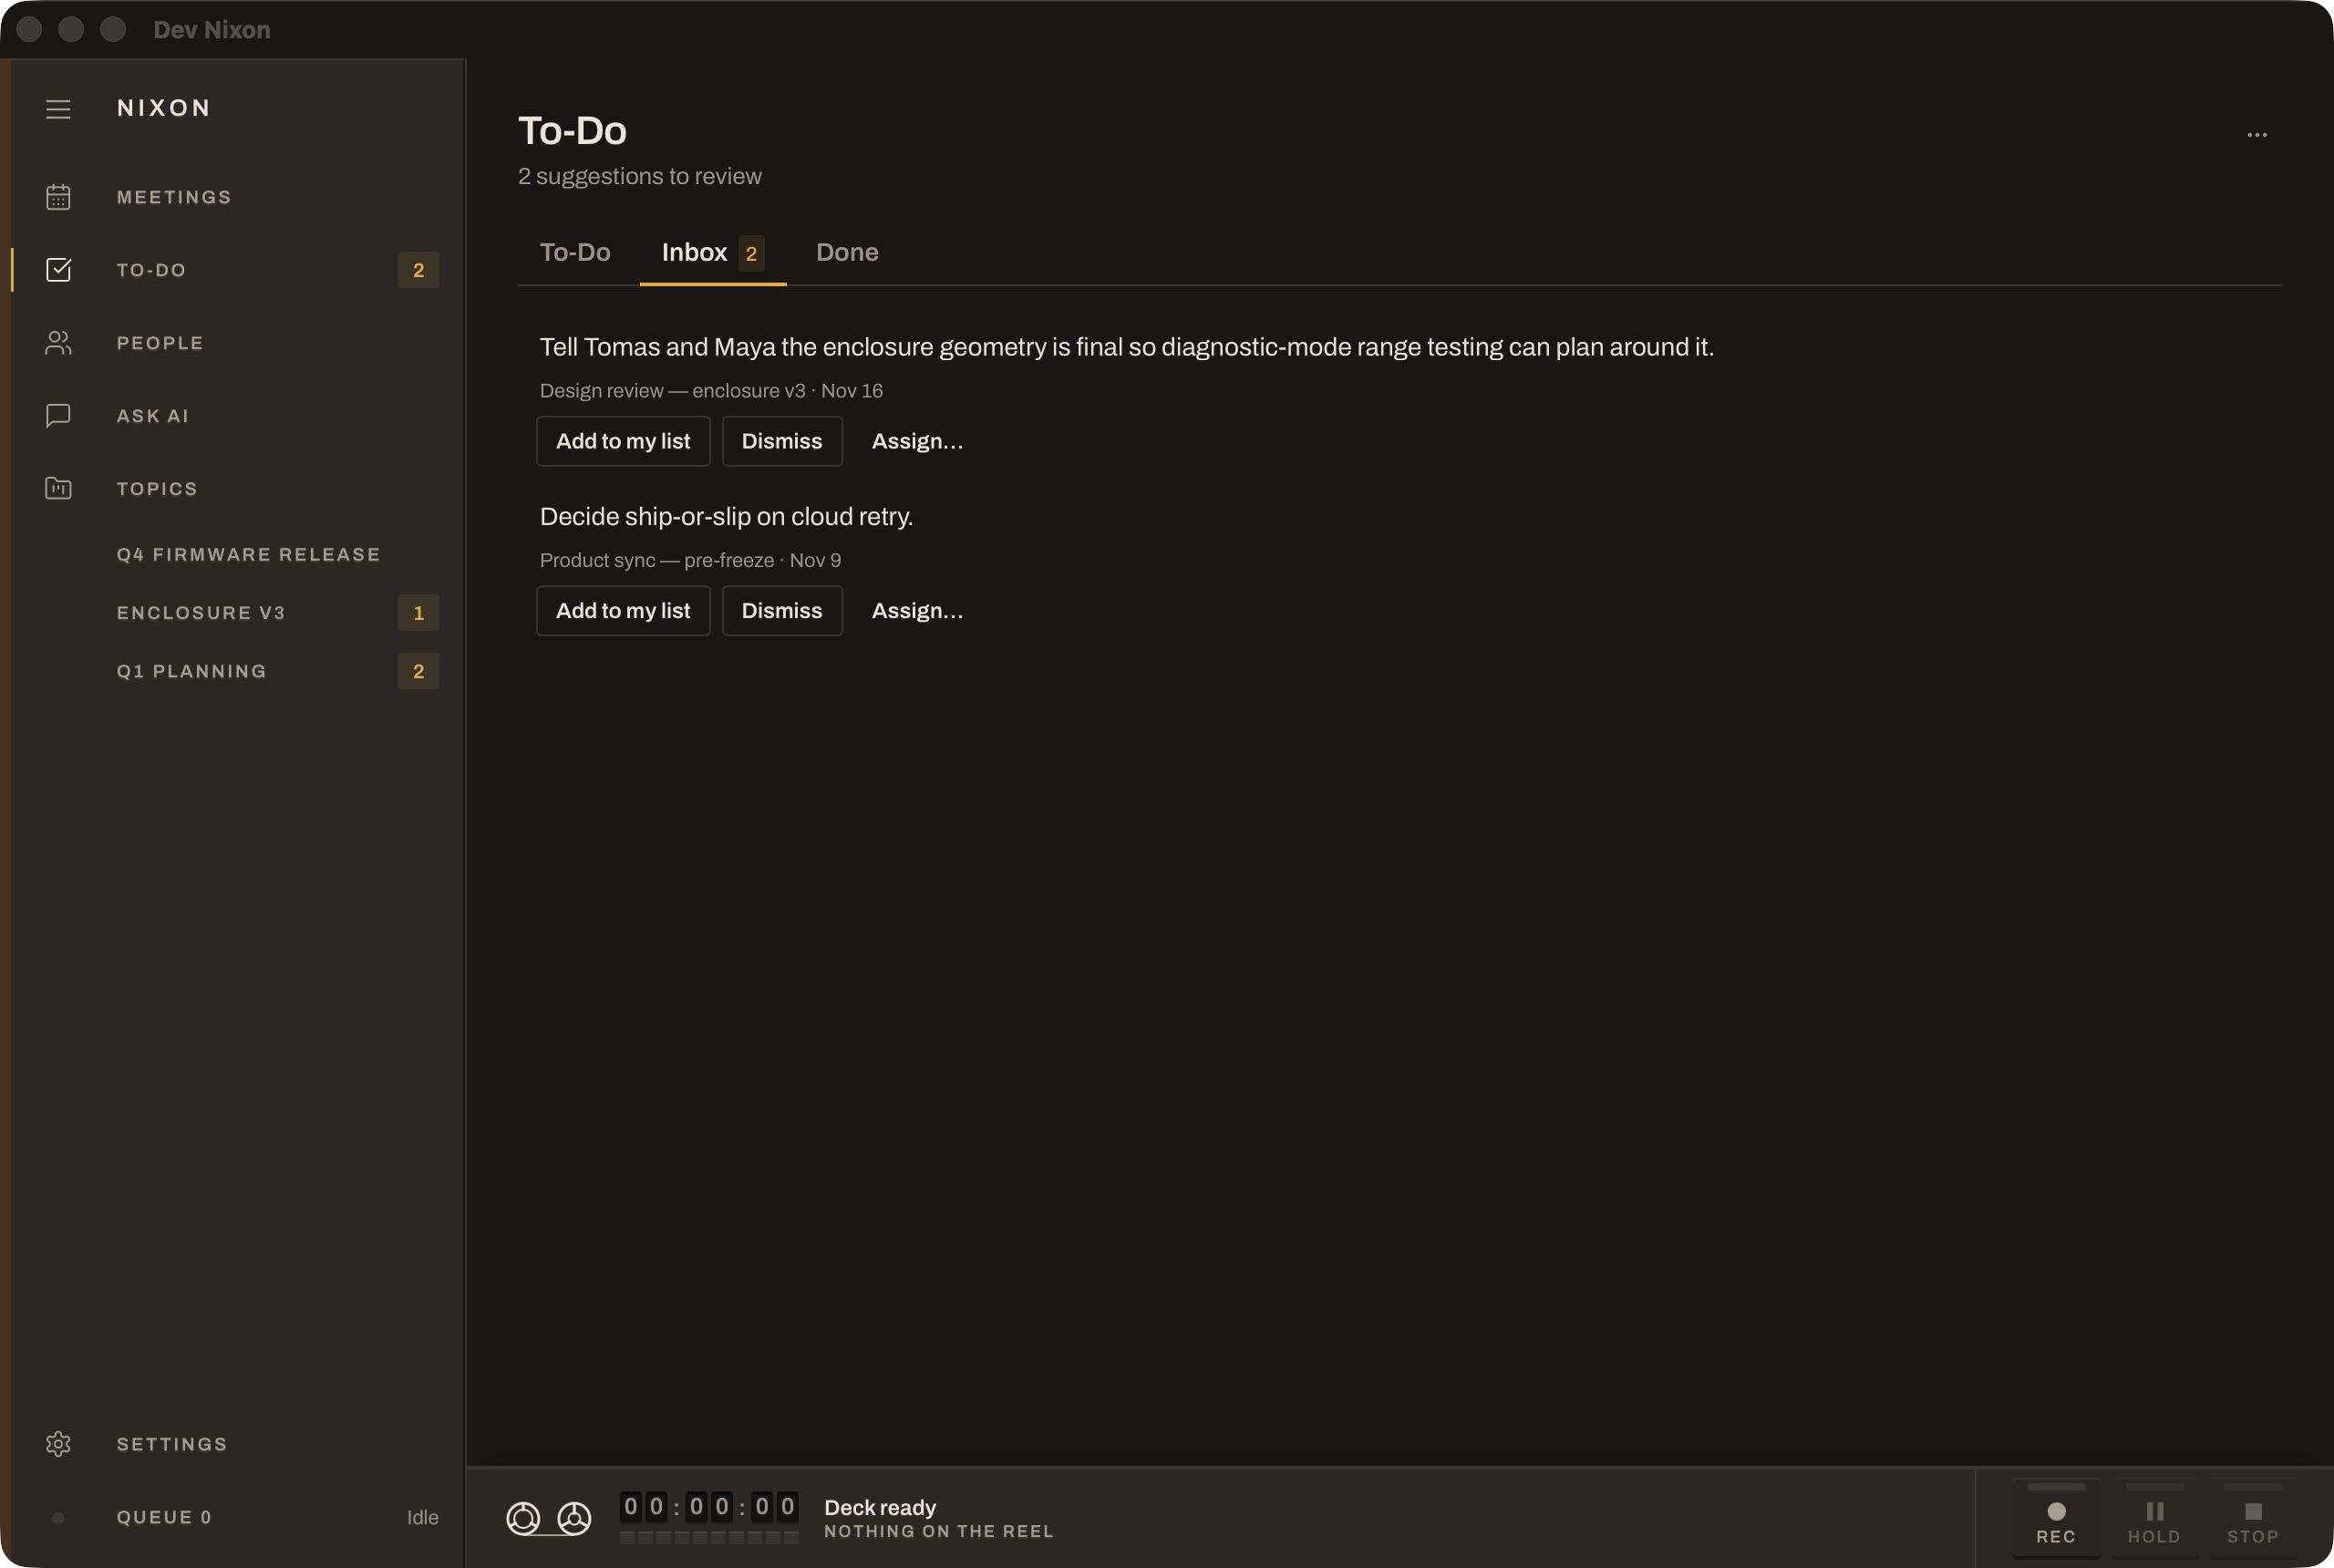 Dev Nixon
NIXON
MEETINGS
TO-DO 2
PEOPLE
ASK AI
TOPICS
Q4 FIRMWARE RELEASE
ENCLOSURE V3 1
Q1 PLANNING 2
SETTINGS
QUEUE 0 Idle
To-Do
2 suggestions to review
To-Do Inbox 2 Done
Tell Tomas and Maya the enclosure geometry is final so diagnostic-mode range testing can plan around it.
Design review — enclosure v3 · Nov 16
Add to my list Dismiss Assign...
Decide ship-or-slip on cloud retry.
Product sync — pre-freeze · Nov 9
Add to my list Dismiss Assign...
00:00:00
Deck ready
NOTHING ON THE REEL
REC HOLD STOP